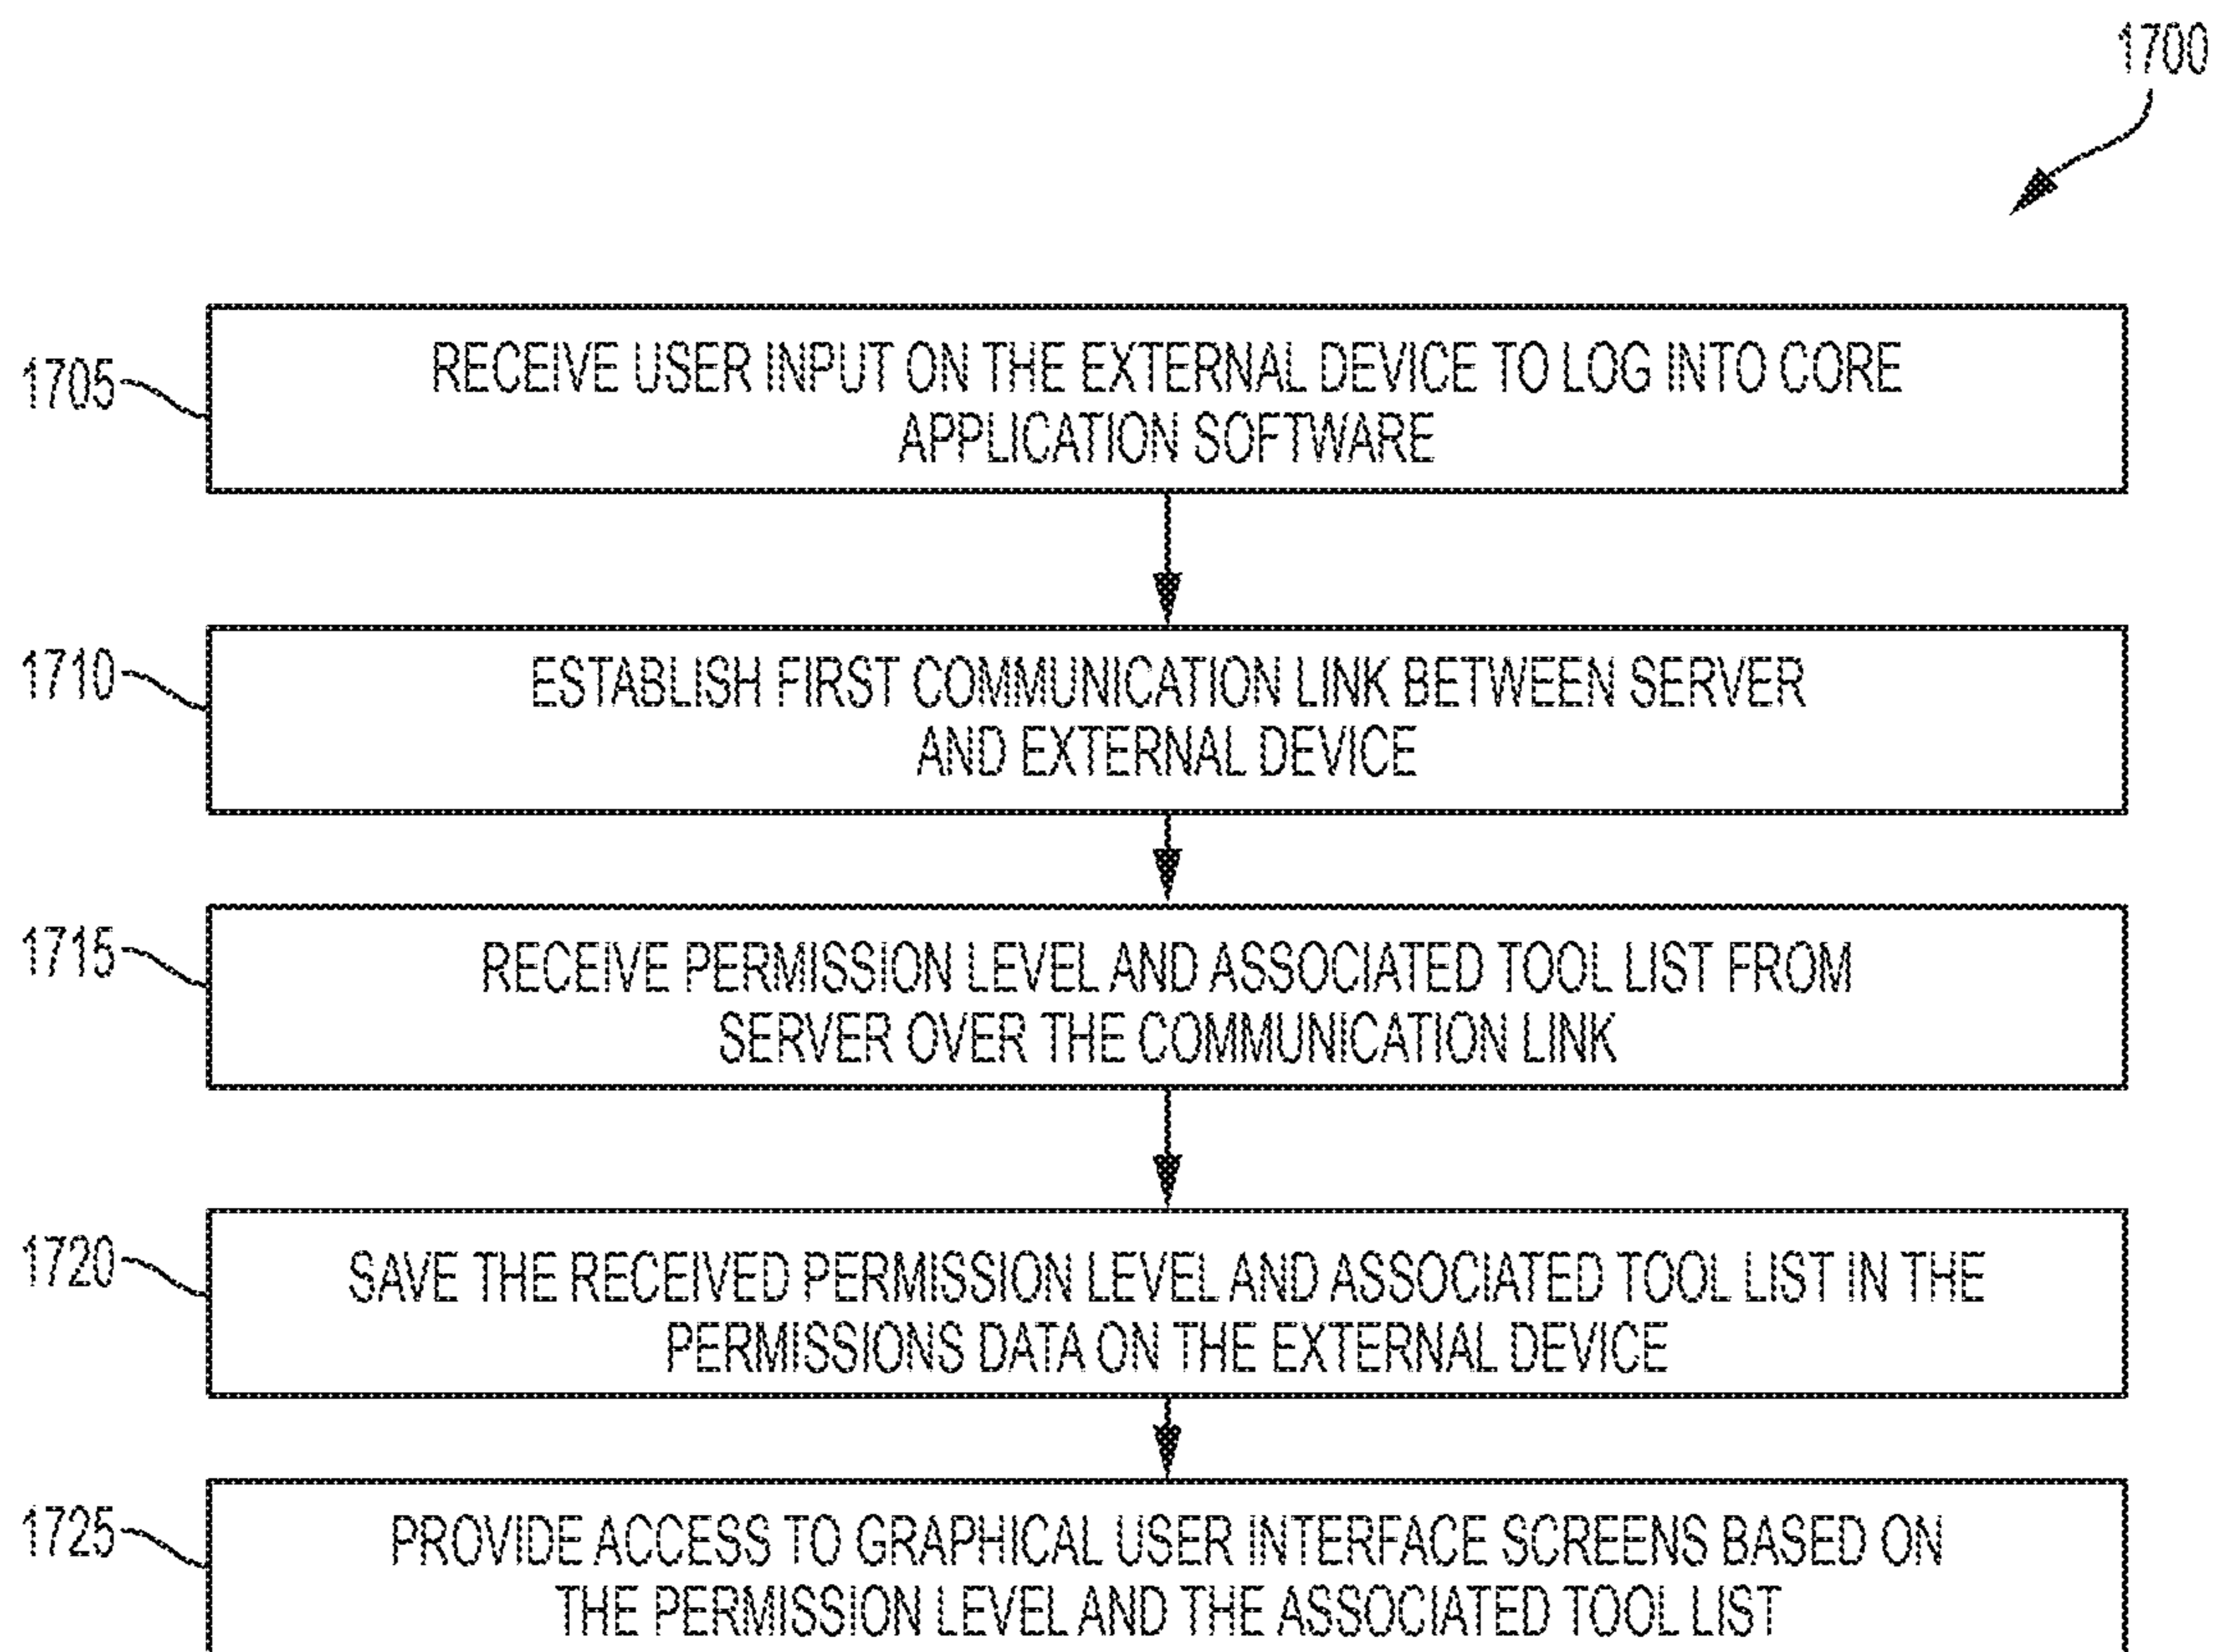 1700
1705
RECEIVE USER INPUT ON THE EXTERNAL DEVICE TO LOG INTO CORE
APPLICATION SOFTWARE
1710
ESTABLISH FIRST COMMUNICATION LINK BETWEEN SERVER
AND EXTERNAL DEVICE
1715
RECEIVE PERMISSION LEVEL AND ASSOCIATED TOOL LIST FROM
SERVER OVER THE COMMUNICATION LINK
1720
SAVE THE RECEIVED PERMISSION LEVEL AND ASSOCIATED TOOL LIST IN THE
PERMISSIONS DATA ON THE EXTERNAL DEVICE
1725
PROVIDE ACCESS TO GRAPHICAL USER INTERFACE SCREENS BASED ON
THE PERMISSION LEVEL AND THE ASSOCIATED TOOL LIST